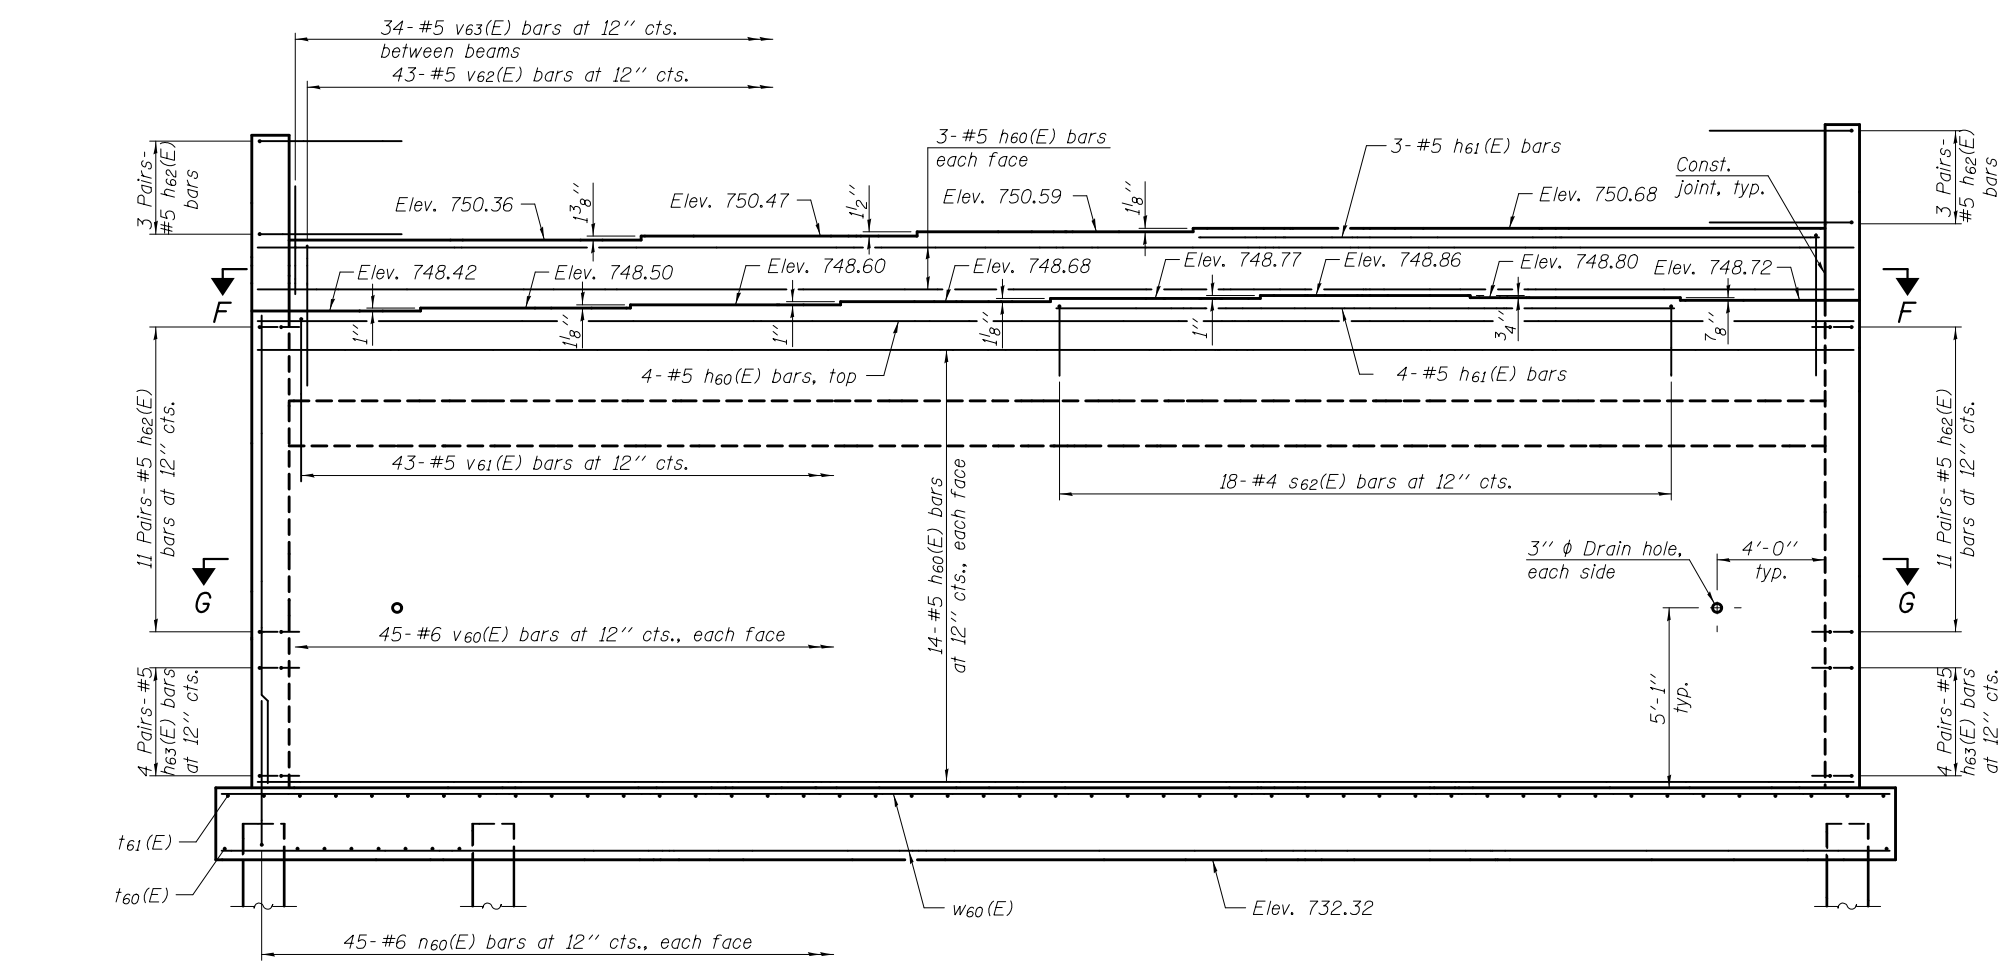 34-#5 v63(E) bars at 12" cts.
between beams
43-#5 v62(E) bars at 12" cts.
3 Pairs-
#5 h62(E)
bars
3-#5 h60(E) bars
each face
3-#5 h61(E) bars
Const.
joint, typ.
3 Pairs-
#5 h62(E)
bars
Elev. 750.36
1 3/8"
Elev. 750.47
1 1/2"
Elev. 750.59
1 1/8"
Elev. 750.68
F
Elev. 748.42
Elev. 748.50
Elev. 748.60
Elev. 748.68
Elev. 748.77
Elev. 748.86
Elev. 748.80
Elev. 748.72
F
1"
1 1/8"
1"
1 1/8"
1"
3/4"
7/8"
4-#5 h60(E) bars, top
4-#5 h61(E) bars
11 Pairs-#5 h62(E)
bars at 12" cts.
43-#5 v61(E) bars at 12" cts.
14-#5 h60(E) bars
at 12" cts., each face
18-#4 s62(E) bars at 12" cts.
11 Pairs-#5 h62(E)
bars at 12" cts.
3" ϕ Drain hole,
each side
4'-0"
typ.
G
G
45-#6 v60(E) bars at 12" cts., each face
5'-1"
typ.
4 Pairs-#5
h63(E) bars
at 12" cts.
4 Pairs-#5
h63(E) bars
at 12" cts.
t61(E)
t60(E)
w60(E)
Elev. 732.32
45-#6 n60(E) bars at 12" cts., each face